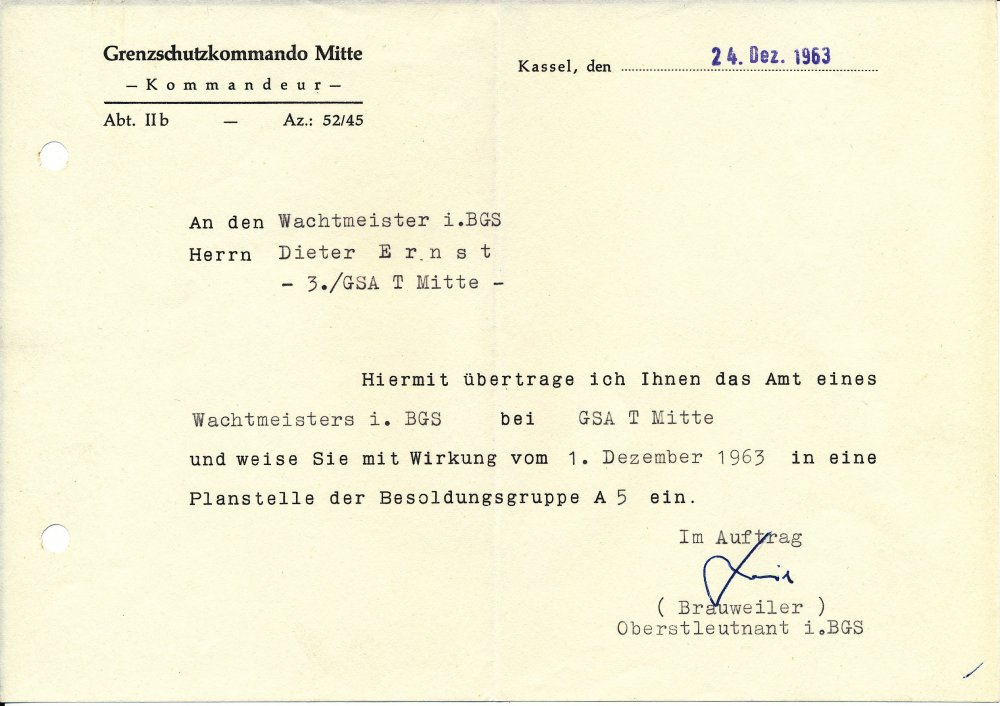 Grenzschutzkommando Mitte
– Kommandeur –
Abt. II b — Az.: 52/45
Kassel, den 24. Dez. 1963
An den Wachtmeister i.BGS
Herrn Dieter Ernst
- 3./GSA T Mitte -
Hiermit übertrage ich Ihnen das Amt eines
Wachtmeisters i. BGS bei GSA T Mitte
und weise Sie mit Wirkung vom 1. Dezember 1963 in eine
Planstelle der Besoldungsgruppe A 5 ein.
Im Auftrag
( Brauweiler )
Oberstleutnant i.BGS